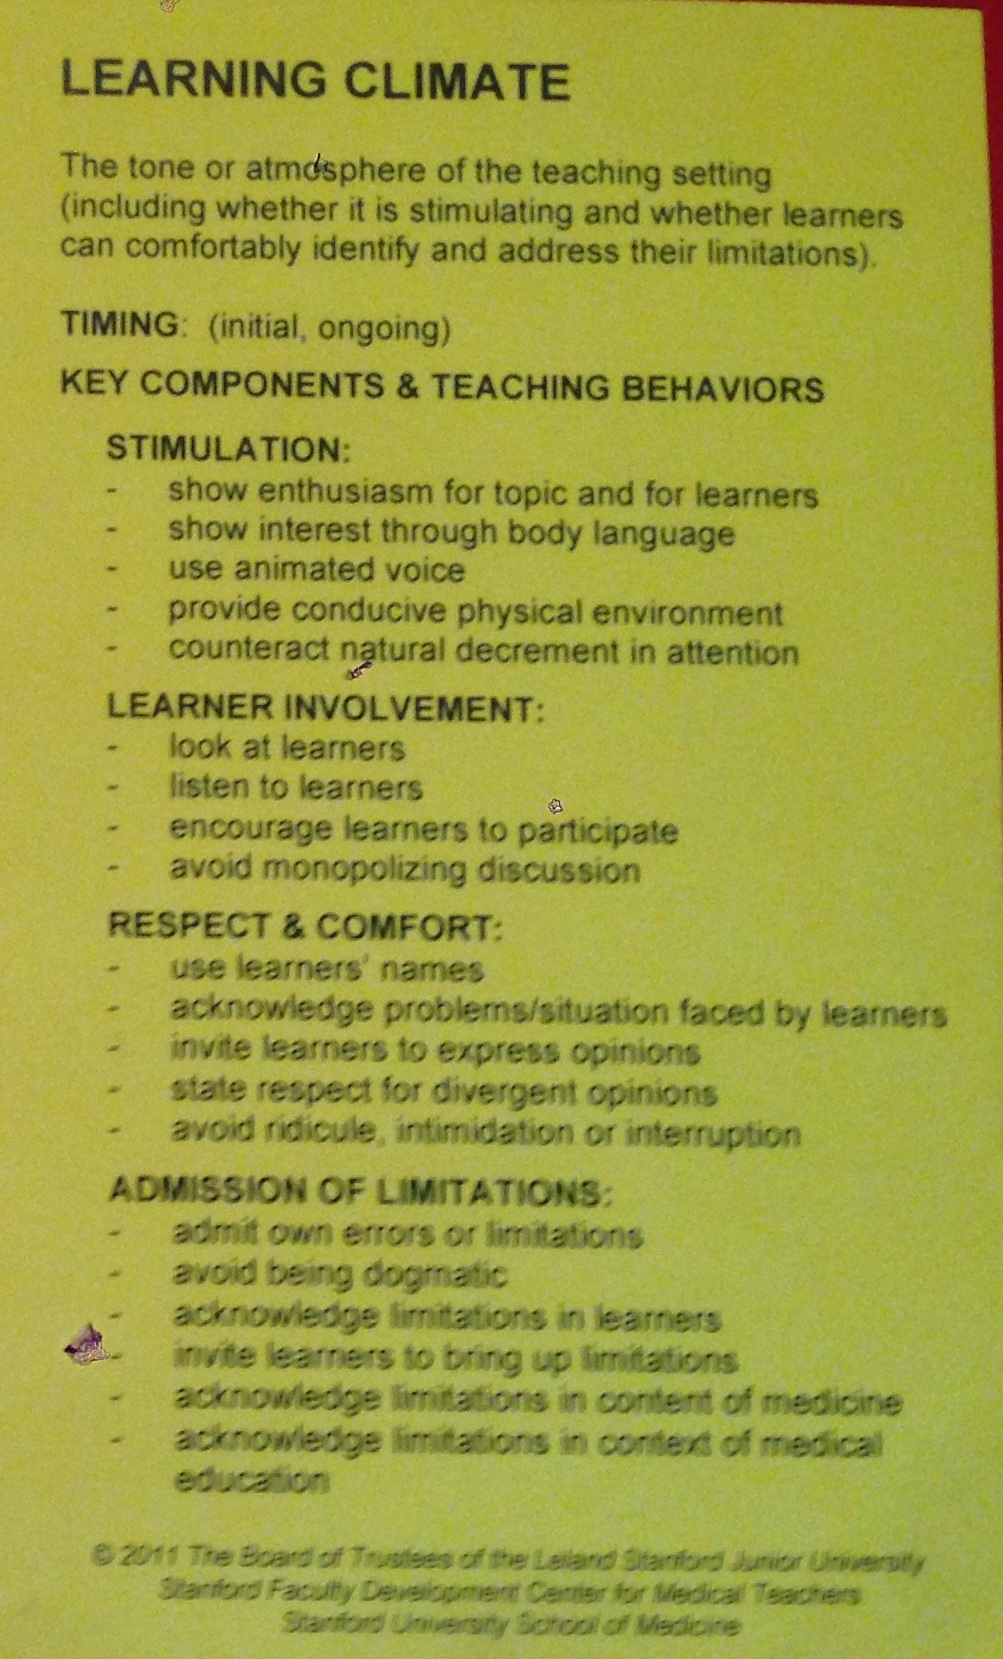 LEARNING CLIMATE
The tone or atmosphere of the teaching setting
(including whether it is stimulating and whether learners
can comfortably identify and address their limitations).
TIMING: (initial, ongoing)
KEY COMPONENTS & TEACHING BEHAVIORS
STIMULATION:
- show enthusiasm for topic and for learners
- show interest through body language
- use animated voice
- provide conducive physical environment
- counteract natural decrement in attention
LEARNER INVOLVEMENT:
- look at learners
- listen to learners
- encourage learners to participate
- avoid monopolizing discussion
RESPECT & COMFORT:
- use learners' names
- acknowledge problems/situation faced by learners
- invite learners to express opinions
- state respect for divergent opinions
- avoid ridicule, intimidation or interruption
ADMISSION OF LIMITATIONS:
- admit own errors or limitations
- avoid being dogmatic
- acknowledge limitations in learners
- invite learners to bring up limitations
- acknowledge limitations in content of medicine
- acknowledge limitations in context of medical
education
© 2011 The Board of Trustees of the Leland Stanford Junior University
Stanford Faculty Development Center for Medical Teachers
Stanford University School of Medicine